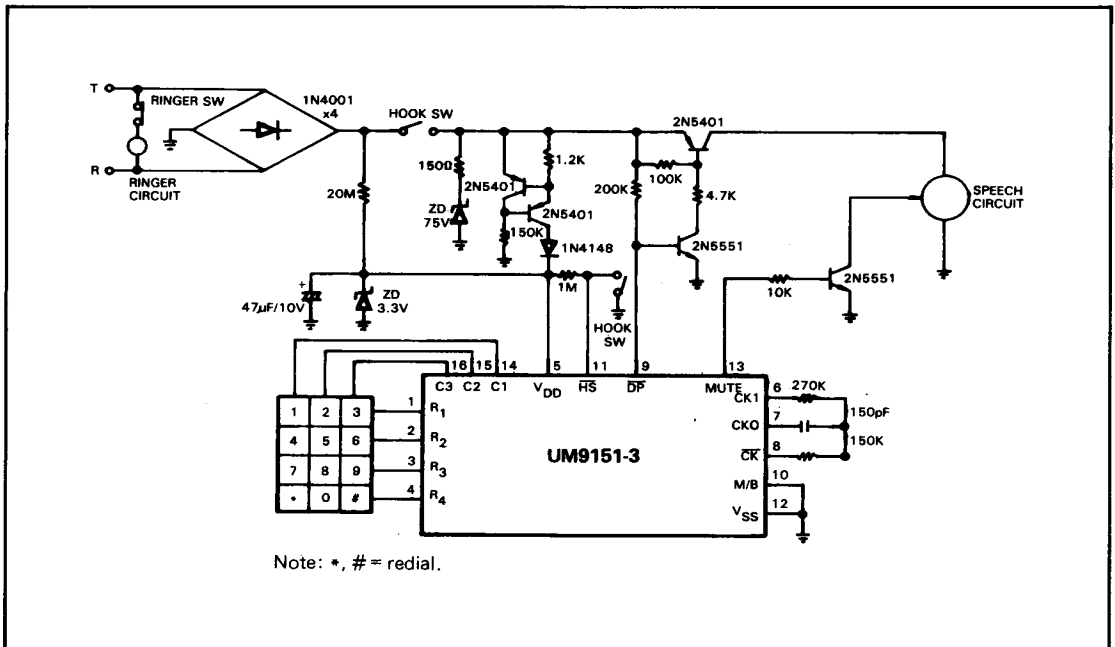 T
RINGER SW
R
RINGER
CIRCUIT
1N4001
x4
HOOK SW
20M
150Ω
ZD
75V
2N5401
1.2K
2N5401
150K
1N4148
200K
100K
2N5401
4.7K
2N5551
SPEECH
CIRCUIT
2N5551
10K
+
47μF/10V
ZD
3.3V
1M
HOOK
SW
16 15 14 5 11 9 13
C3 C2 C1 VDD HS DP MUTE
1 2 3
4 5 6
7 8 9
* 0 #
1 R1
2 R2
3 R3
4 R4
UM9151-3
CK1 6 270K
CKO 7 150pF
CK 8 150K
M/B 10
VSS 12
Note: *, # = redial.